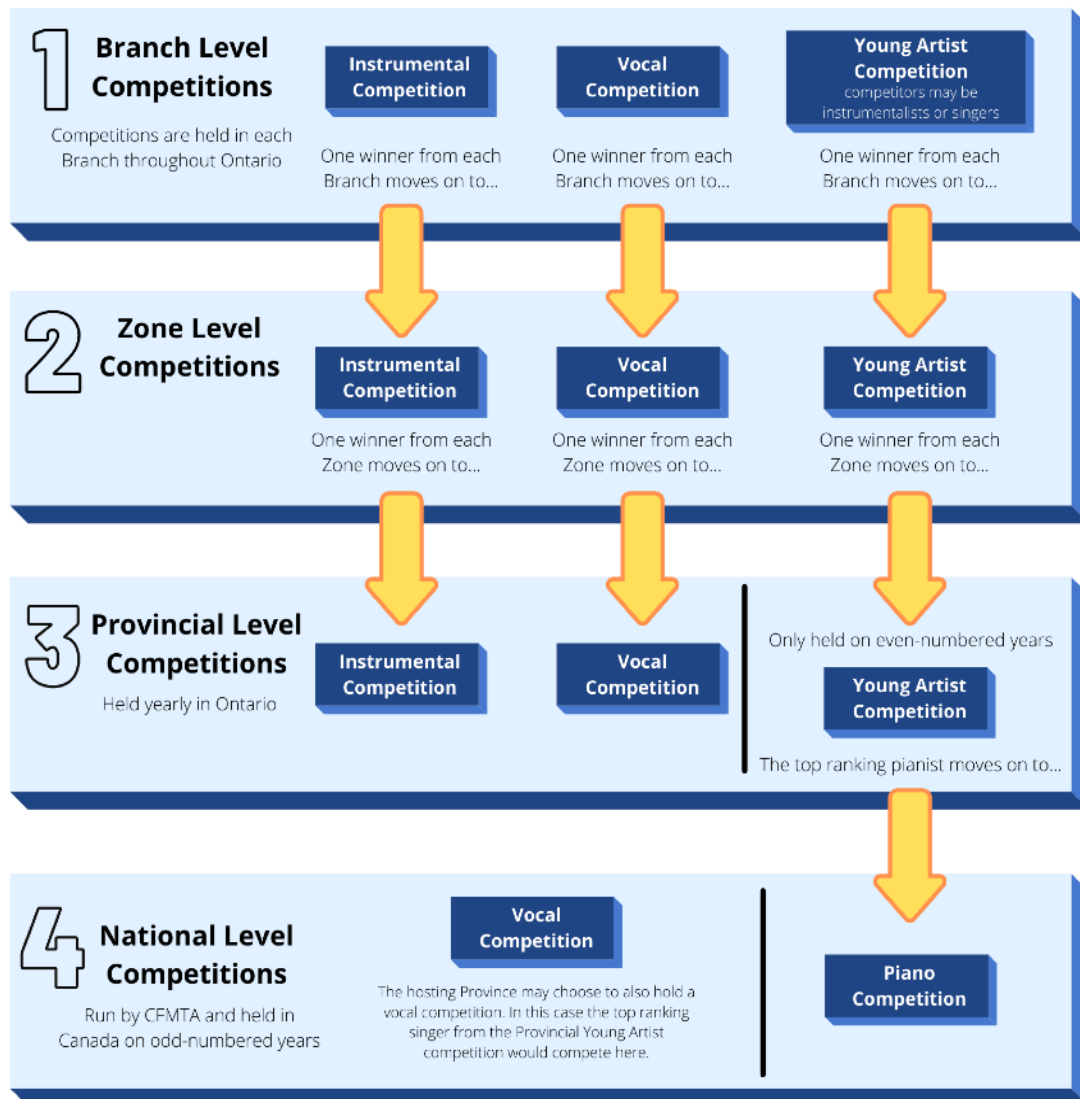 1
Branch Level
Competitions
Competitions are held in each
Branch throughout Ontario
Instrumental
Competition
One winner from each
Branch moves on to...
Vocal
Competition
One winner from each
Branch moves on to...
Young Artist
Competition
competitors may be
instrumentalists or singers
One winner from each
Branch moves on to...
2
Zone Level
Competitions
Instrumental
Competition
One winner from each
Zone moves on to...
Vocal
Competition
One winner from each
Zone moves on to...
Young Artist
Competition
One winner from each
Zone moves on to...
3
Provincial Level
Competitions
Held yearly in Ontario
Instrumental
Competition
Vocal
Competition
Only held on even-numbered years
Young Artist
Competition
The top ranking pianist moves on to...
4
National Level
Competitions
Run by CFMTA and held in
Canada on odd-numbered years
Vocal
Competition
The hosting Province may choose to also hold a
vocal competition. In this case the top ranking
singer from the Provincial Young Artist
competition would compete here.
Piano
Competition